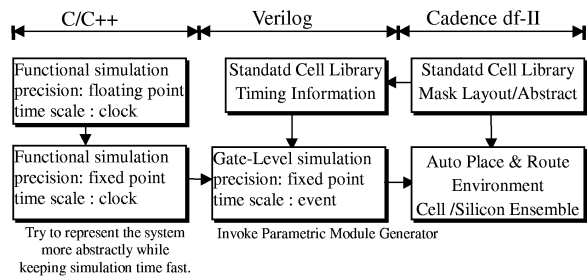 C/C++
Verilog
Cadence df-II
Functional simulation
precision: floating point
time scale : clock
Standatd Cell Library
Timing Information
Standatd Cell Library
Mask Layout/Abstract
Functional simulation
precision: fixed point
time scale : clock
Gate-Level simulation
precision: fixed point
time scale : event
Auto Place & Route
Environment
Cell /Silicon Ensemble
Try to represent the system
more abstractly while
keeping simulation time fast.
Invoke Parametric Module Generator